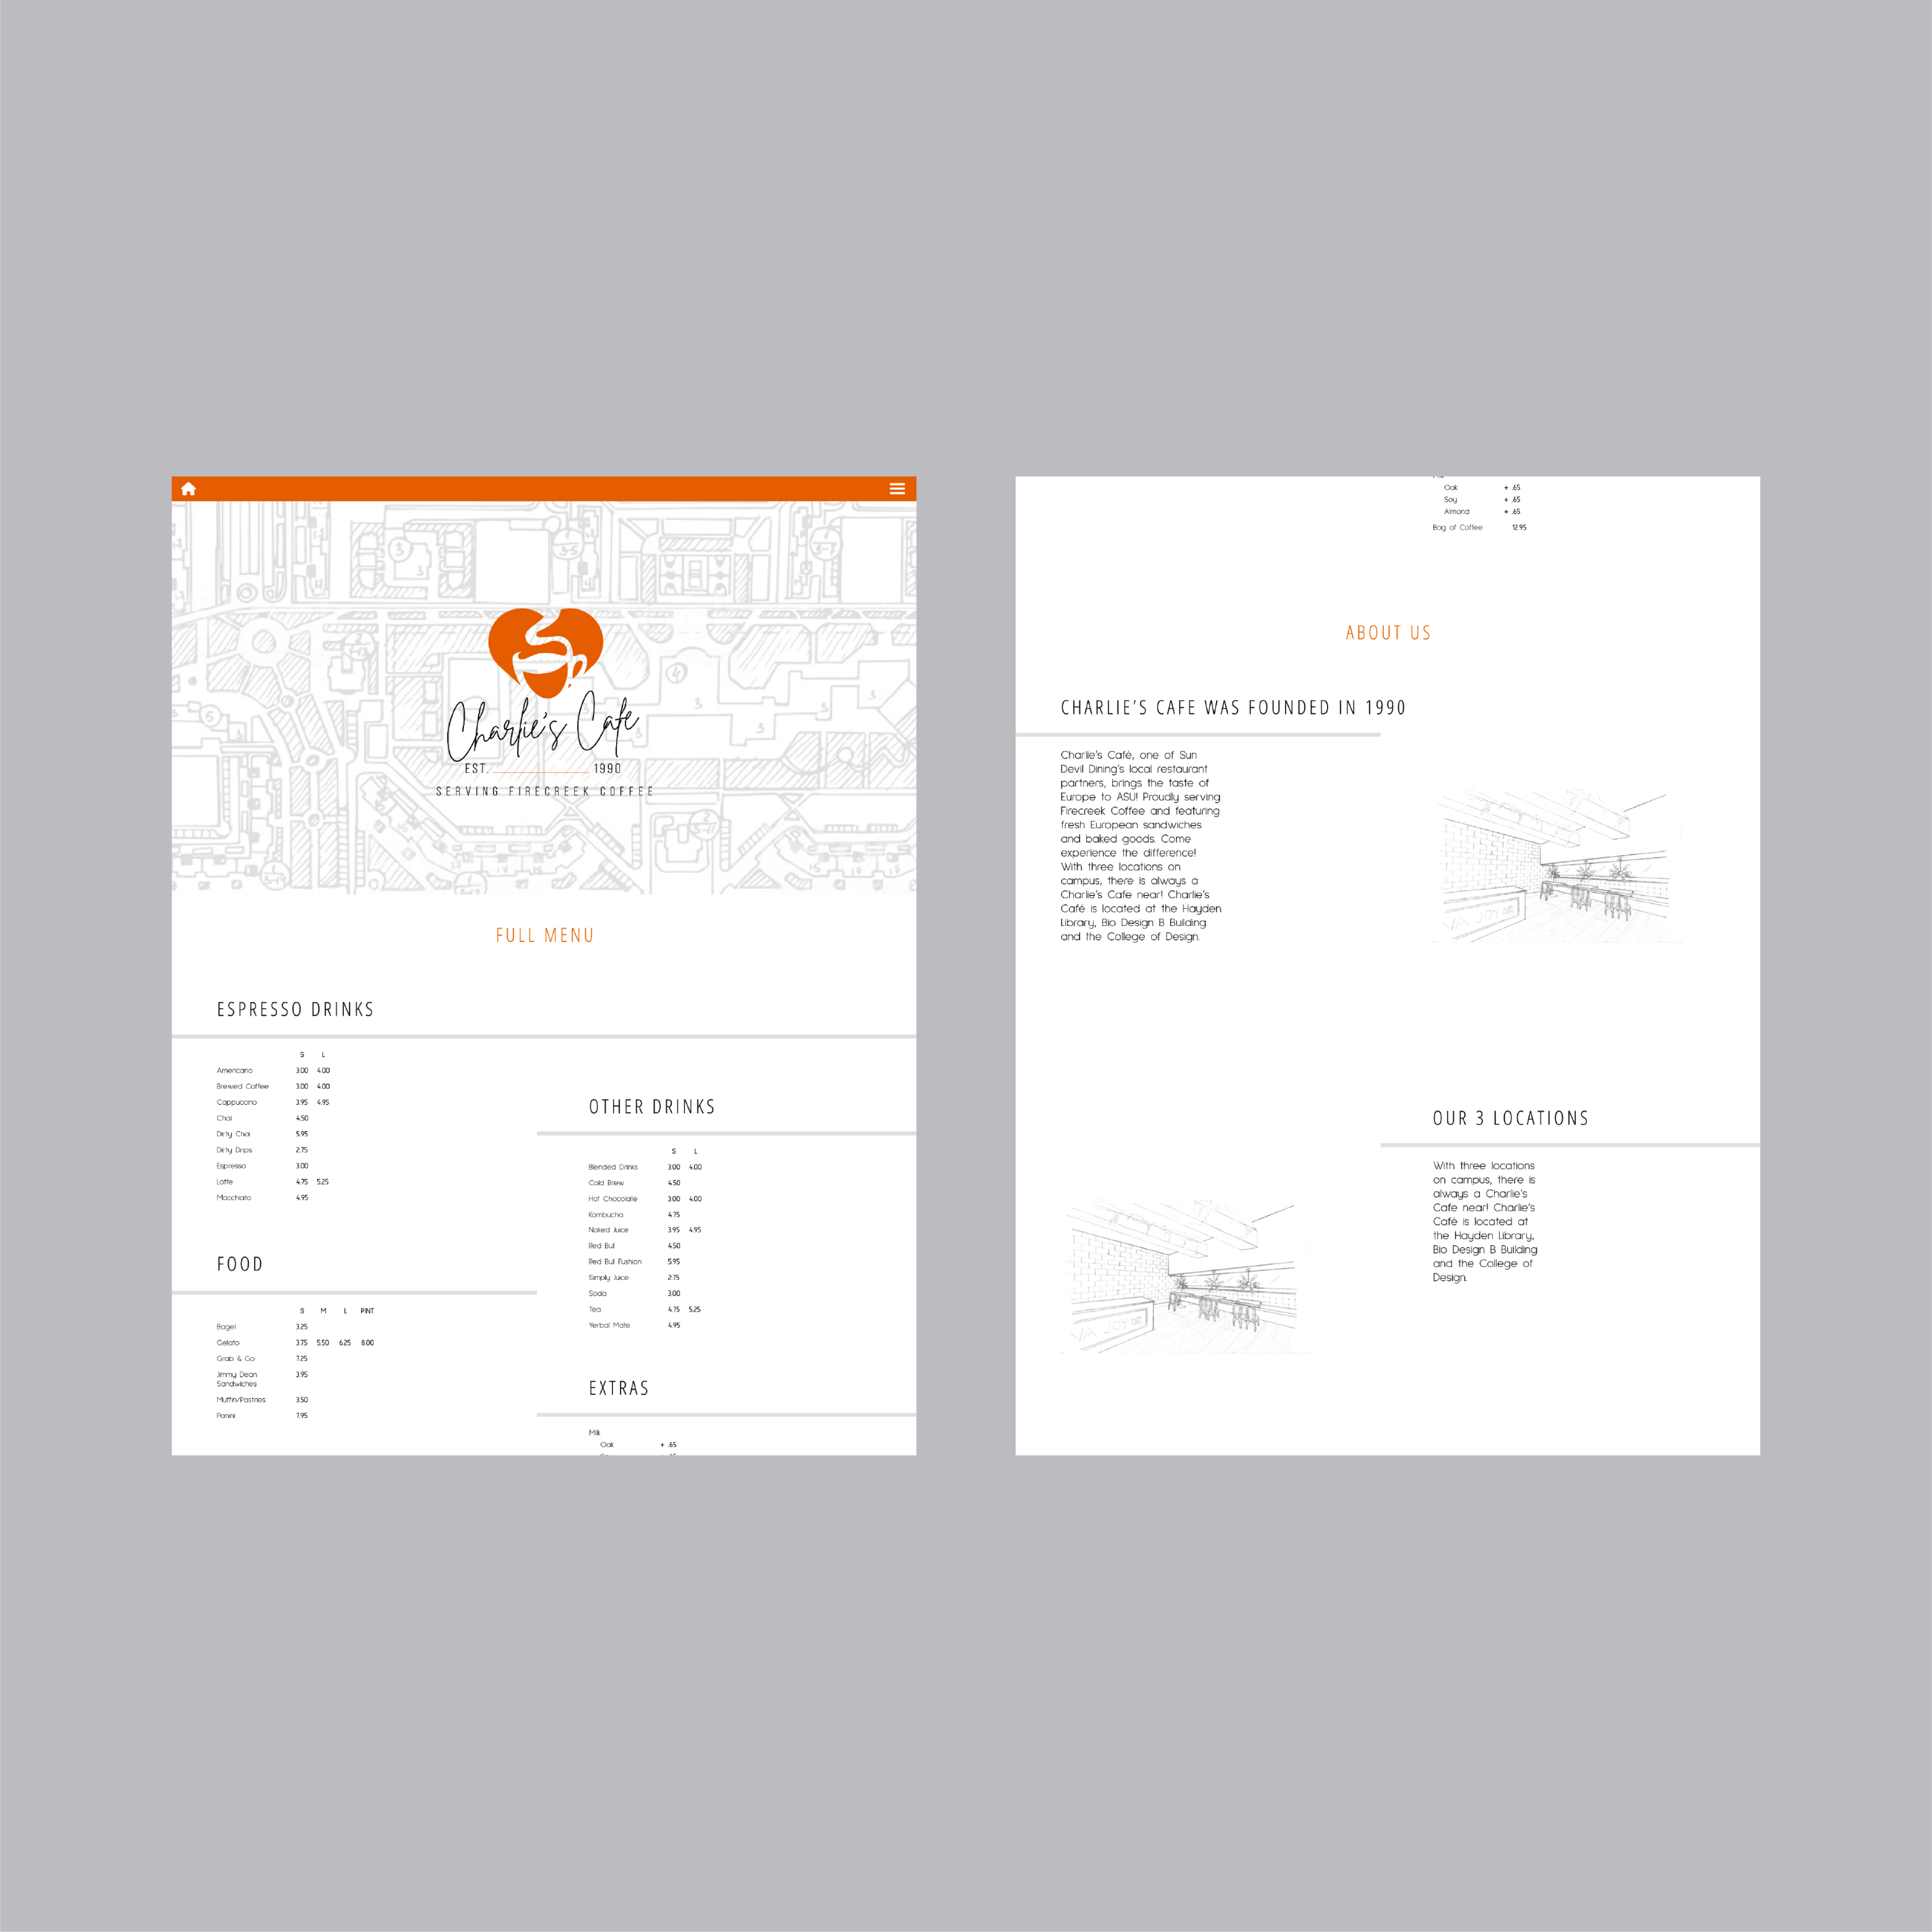 Charlie's Cafe
EST. 1990
SERVING FIRECREEK COFFEE
FULL MENU
ESPRESSO DRINKS
S L
Americano 3.00 4.00
Brewed Coffee 3.00 4.00
Cappuccino 3.95 4.95
Chai 4.50
Dirty Chai 5.95
Dirty Drips 2.75
Espresso 3.00
Latte 4.75 5.25
Macchiato 4.95
FOOD
S M L PINT
Bagel 3.25
Gelato 3.75 5.50 6.25 8.00
Grab & Go 7.25
Jimmy Dean 3.95
Sandwiches
Muffin/Pastries 3.50
Panini 7.95
OTHER DRINKS
S L
Blended Drinks 3.00 4.00
Cold Brew 4.50
Hot Chocolate 3.00 4.00
Kombucha 4.75
Naked Juice 3.95 4.95
Red Bull 4.50
Red Bull Fushion 5.95
Simply Juice 2.75
Soda 3.00
Tea 4.75 5.25
Yerbal Mate 4.95
EXTRAS
Milk
Oak + .65
Oak + .65
Soy + .65
Almond + .65
Bag of Coffee 12.95
ABOUT US
CHARLIE'S CAFE WAS FOUNDED IN 1990
Charlie's Café, one of Sun
Devil Dining's local restaurant
partners, brings the taste of
Europe to ASU! Proudly serving
Firecreek Coffee and featuring
fresh European sandwiches
and baked goods. Come
experience the difference!
With three locations on
campus, there is always a
Charlie's Cafe near! Charlie's
Café is located at the Hayden
Library, Bio Design B Building
and the College of Design.
OUR 3 LOCATIONS
With three locations
on campus, there is
always a Charlie's
Cafe near! Charlie's
Café is located at
the Hayden Library,
Bio Design B Building
and the College of
Design.